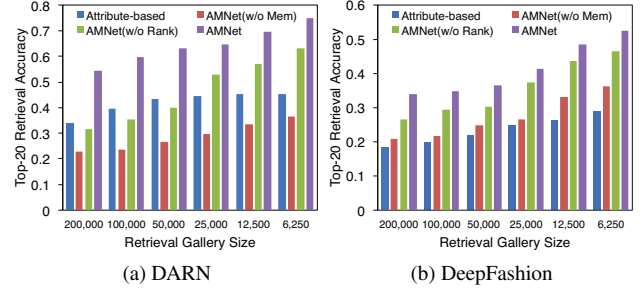 0.8
0.7
0.6
0.5
0.4
0.3
0.2
0.1
0
Top-20 Retrieval Accuracy
Attribute-based
AMNet(w/o Mem)
AMNet(w/o Rank)
AMNet
200,000 100,000 50,000 25,000 12,500 6,250
Retrieval Gallery Size
(a) DARN
0.6
0.5
0.4
0.3
0.2
0.1
0
Top-20 Retrieval Accuracy
Attribute-based
AMNet(w/o Mem)
AMNet(w/o Rank)
AMNet
200,000 100,000 50,000 25,000 12,500 6,250
Retrieval Gallery Size
(b) DeepFashion